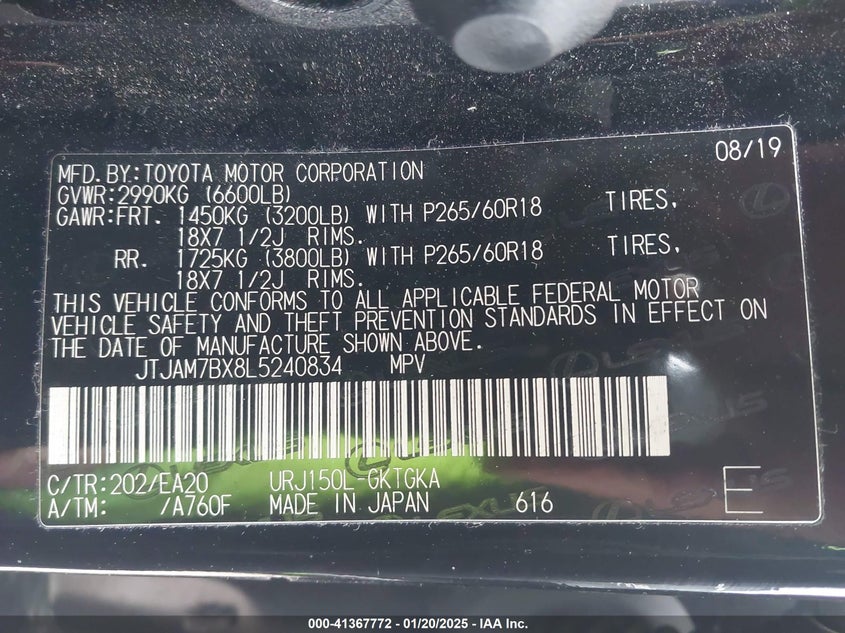 08/19
MFD.BY:TOYOTA MOTOR CORPORATION
GVWR:2990KG (6600LB)
GAWR:FRT. 1450KG (3200LB) WITH P265/60R18 TIRES,
18X7 1/2J RIMS.
RR. 1725KG (3800LB) WITH P265/60R18 TIRES,
18X7 1/2J RIMS.
THIS VEHICLE CONFORMS TO ALL APPLICABLE FEDERAL MOTOR
VEHICLE SAFETY AND THEFT PREVENTION STANDARDS IN EFFECT ON
THE DATE OF MANUFACTURE SHOWN ABOVE.
JTJAM7BX8L5240834 MPV
C/TR:202/EA20 URJ150L-GKTGKA
A/TM: /A760F MADE IN JAPAN 616 E
LEXUS
000-41367772 — 01/20/2025 - IAA Inc.